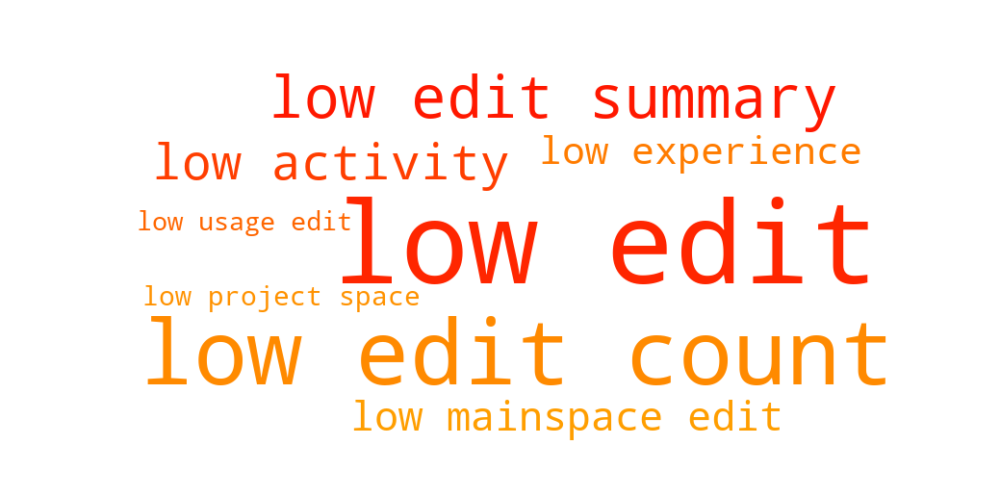 low edit summary
low experience
low activity
low usage edit
low edit
low project space
low edit count
low mainspace edit